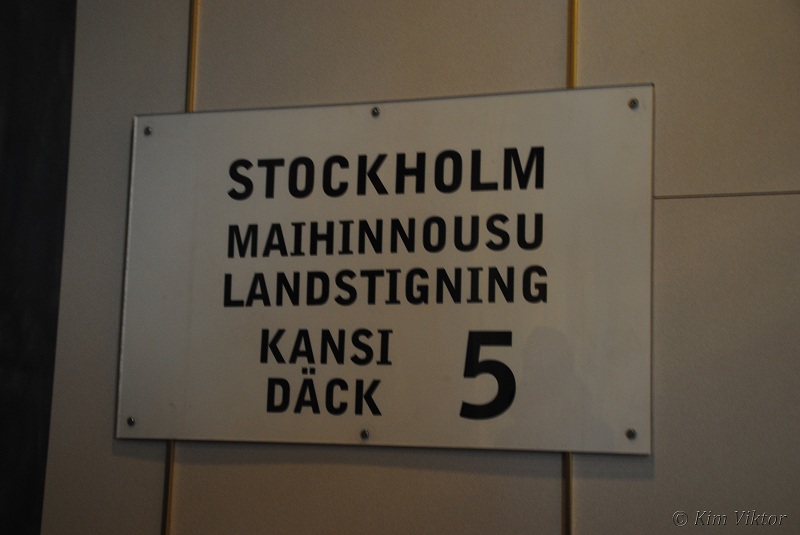 STOCKHOLM
MAIHINNOUSU
LANDSTIGNING
KANSI 5
DÄCK
© Kim Viktor